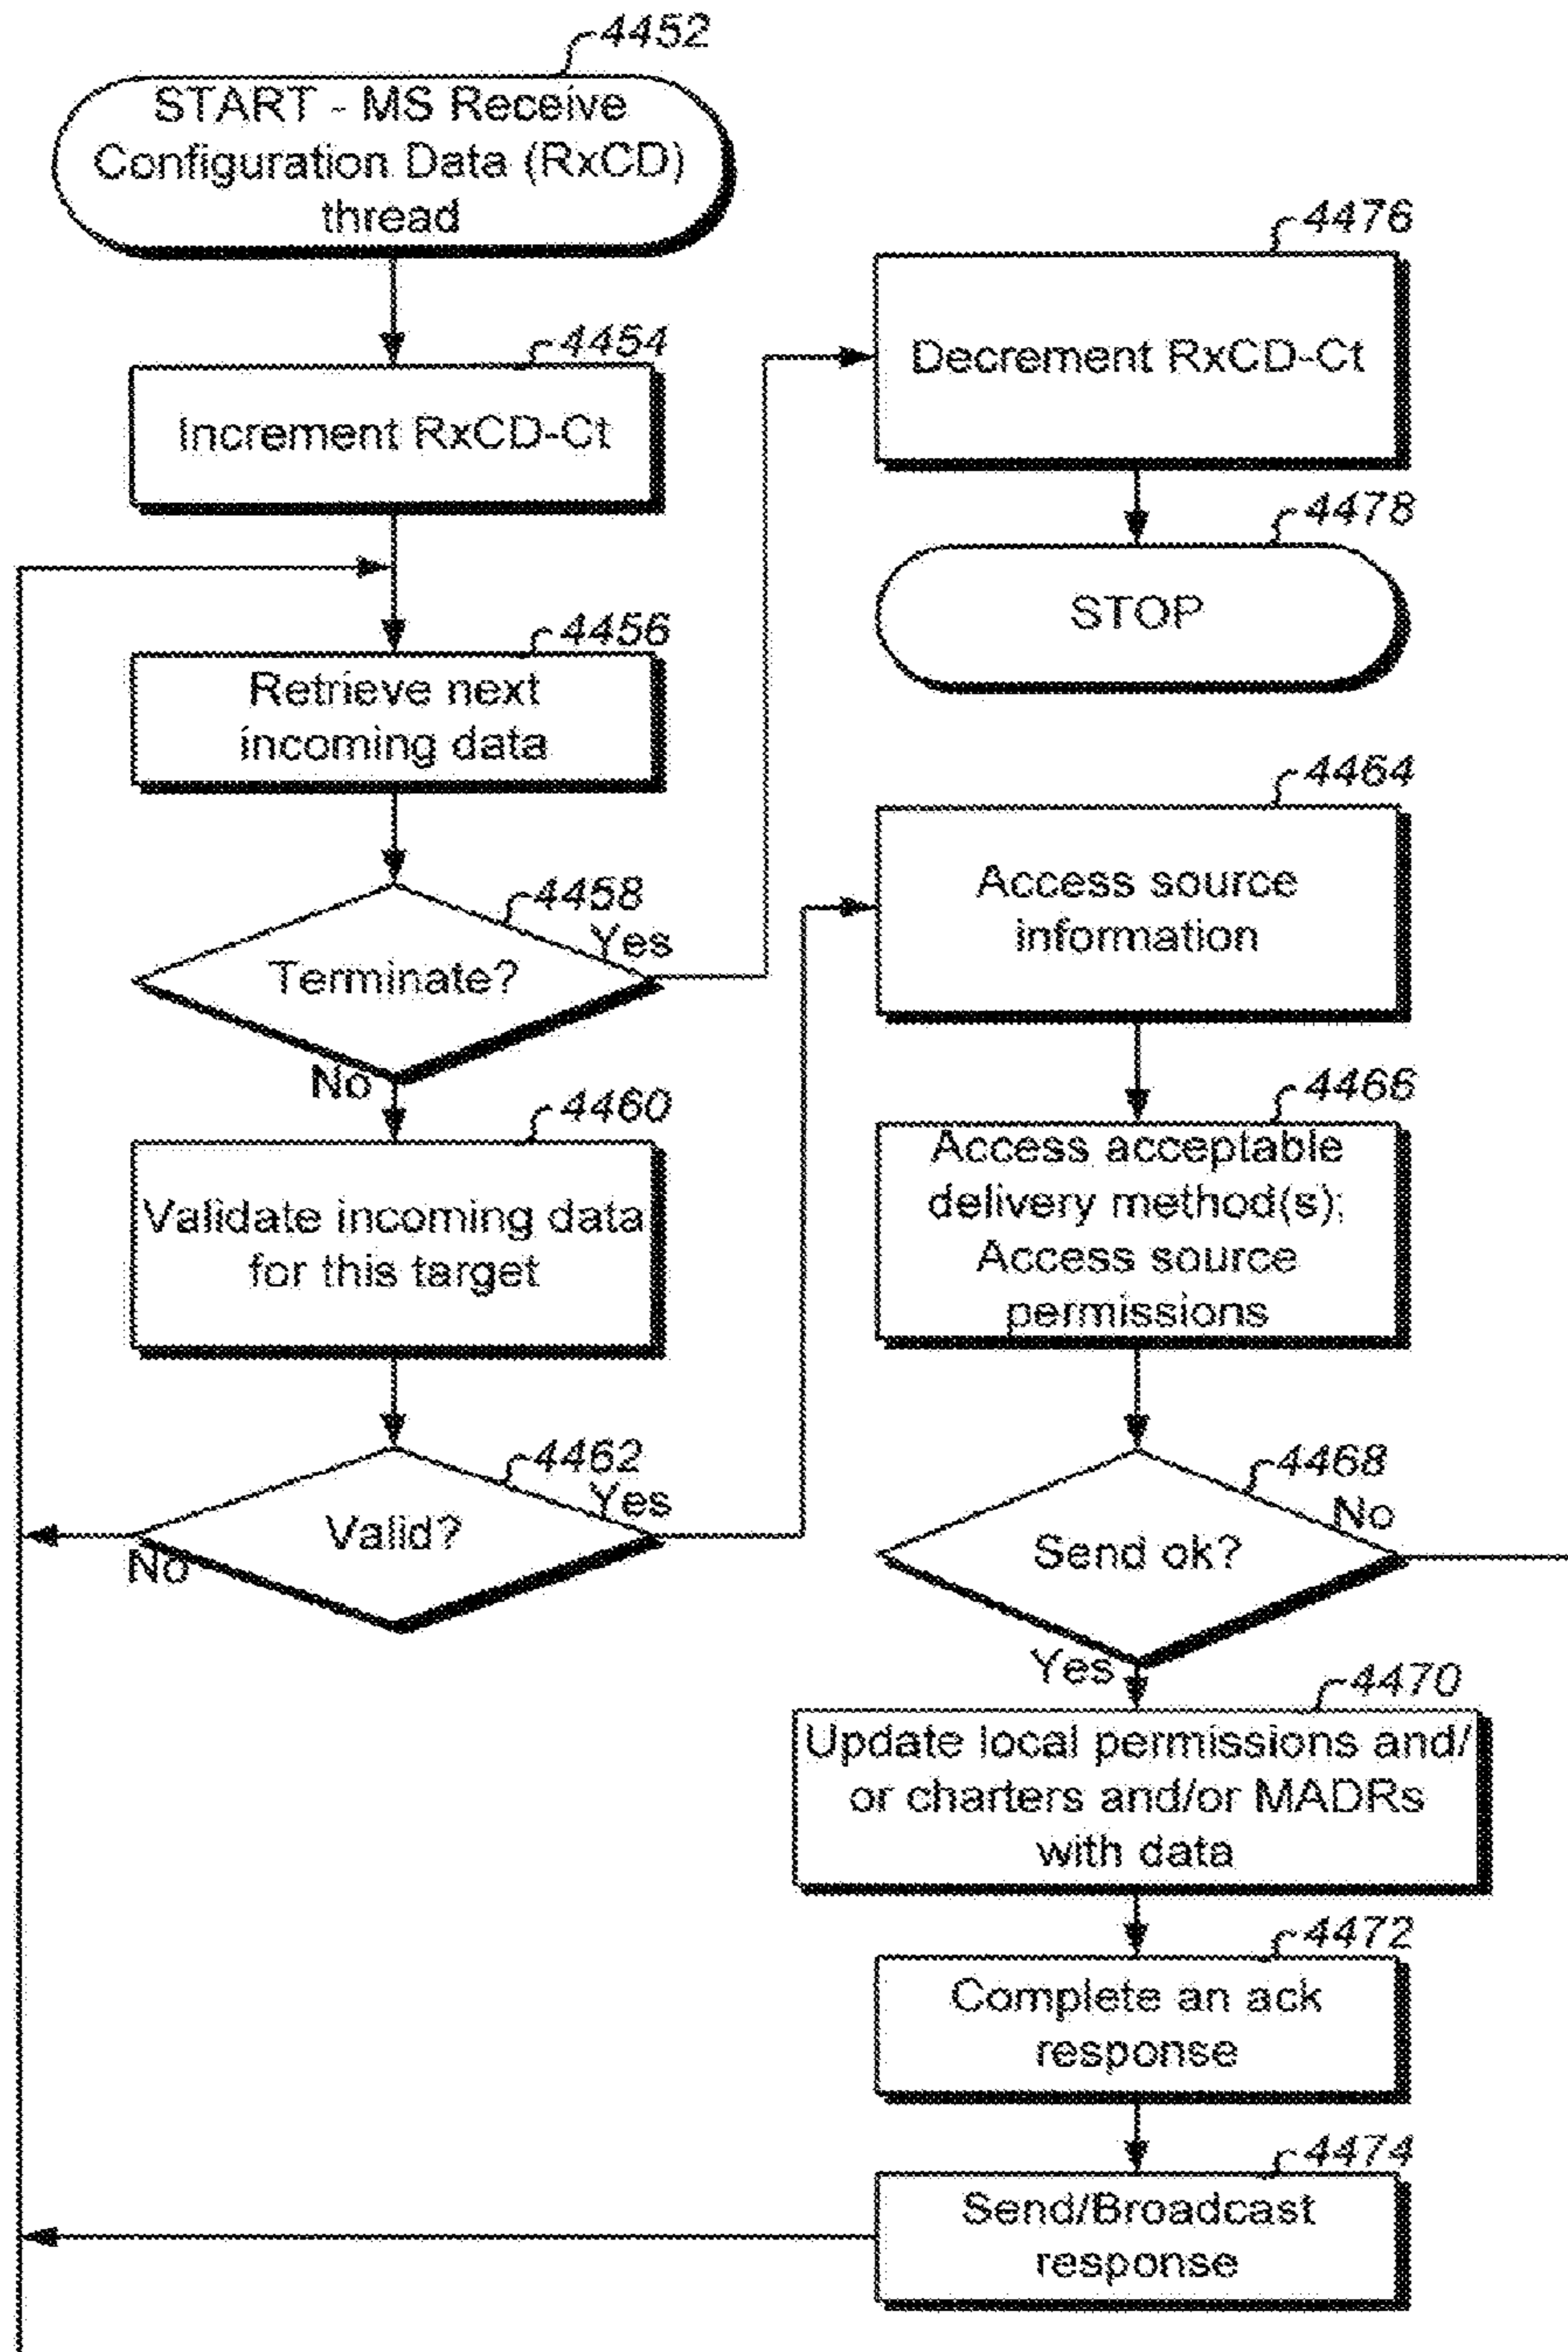 4452
START - MS Receive
Configuration Data (RxCD)
thread
4454
Increment RxCD-Ct
4456
Retrieve next
incoming data
4458
Yes
Terminate?
No
4460
Validate incoming data
for this target
4462
Yes
Valid?
No
4476
Decrement RxCD-Ct
4478
STOP
4464
Access source
information
4466
Access acceptable
delivery method(s);
Access source
permissions
4468
No
Send ok?
Yes
4470
Update local permissions and/
or charters and/or MADRs
with data
4472
Complete an ack
response
4474
Send/Broadcast
response